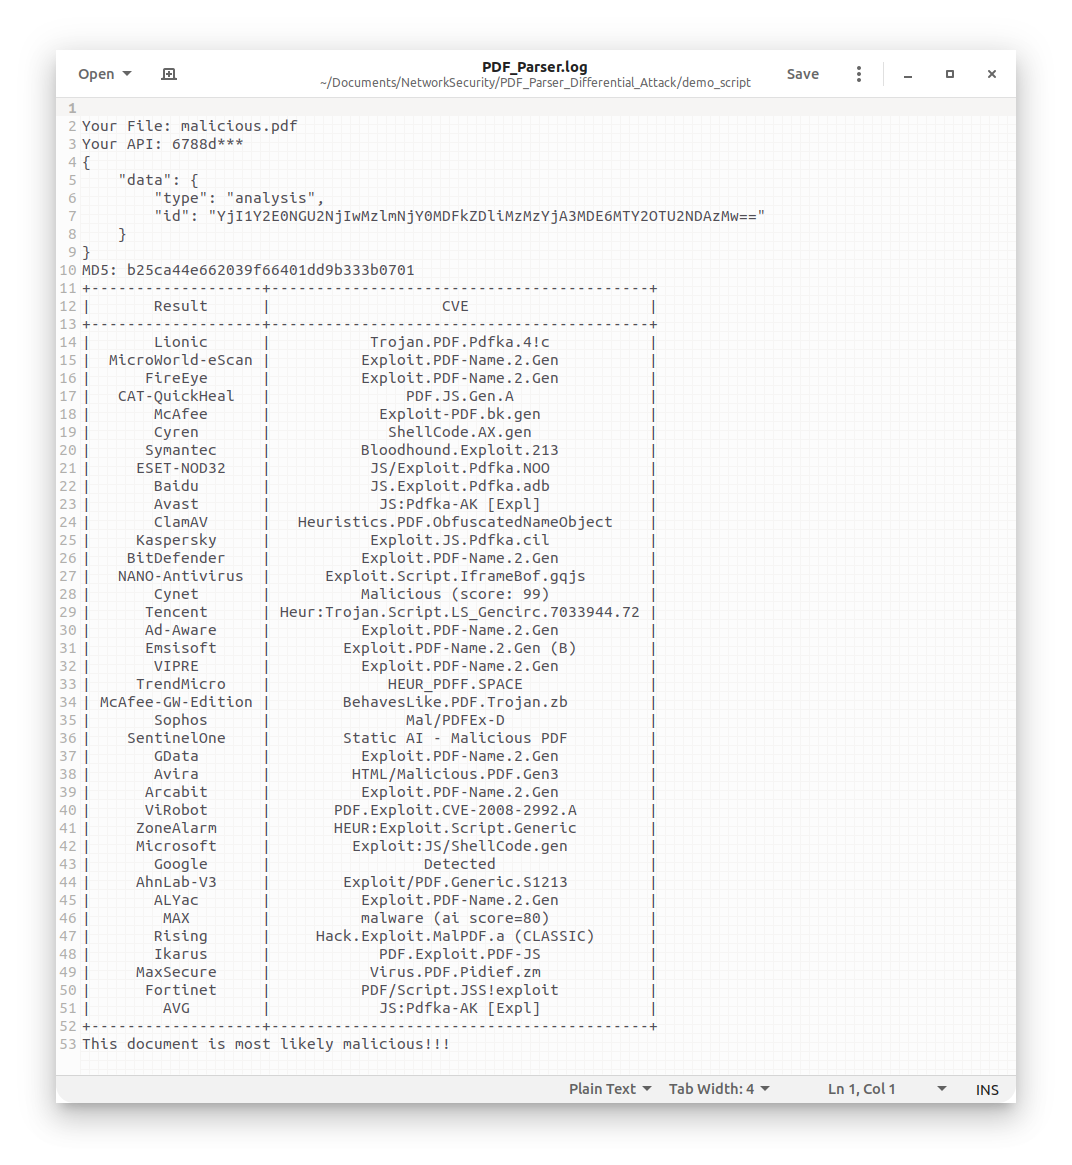 Open
PDF_Parser.log
~/Documents/NetworkSecurity/PDF_Parser_Differential_Attack/demo_script
Save
1
2 Your File: malicious.pdf
3 Your API: 6788d***
4 {
5     "data": {
6         "type": "analysis",
7         "id": "YjI1Y2E0NGU2NjIwMzlmNjY0MDFkZDliMzMzYjA3MDE6MTY2OTU2NDAzMw=="
8     }
9 }
10 MD5: b25ca44e662039f66401dd9b333b0701
11 +-------------------+------------------------------------------+
12 |       Result      |                   CVE                    |
13 +-------------------+------------------------------------------+
14 |       Lionic      |           Trojan.PDF.Pdfka.4!c           |
15 |  MicroWorld-eScan |          Exploit.PDF-Name.2.Gen          |
16 |      FireEye      |          Exploit.PDF-Name.2.Gen          |
17 |   CAT-QuickHeal   |               PDF.JS.Gen.A               |
18 |       McAfee      |            Exploit-PDF.bk.gen            |
19 |       Cyren       |             ShellCode.AX.gen             |
20 |      Symantec     |          Bloodhound.Exploit.213          |
21 |     ESET-NOD32    |           JS/Exploit.Pdfka.NOO           |
22 |       Baidu       |           JS.Exploit.Pdfka.adb           |
23 |       Avast       |            JS:Pdfka-AK [Expl]            |
24 |       ClamAV      |   Heuristics.PDF.ObfuscatedNameObject    |
25 |     Kaspersky     |           Exploit.JS.Pdfka.cil           |
26 |    BitDefender    |          Exploit.PDF-Name.2.Gen          |
27 |   NANO-Antivirus  |      Exploit.Script.IframeBof.gqjs       |
28 |       Cynet       |          Malicious (score: 99)           |
29 |      Tencent      | Heur:Trojan.Script.LS_Gencirc.7033944.72 |
30 |      Ad-Aware     |          Exploit.PDF-Name.2.Gen          |
31 |      Emsisoft     |        Exploit.PDF-Name.2.Gen (B)        |
32 |       VIPRE       |          Exploit.PDF-Name.2.Gen          |
33 |     TrendMicro    |             HEUR_PDFF.SPACE              |
34 | McAfee-GW-Edition |        BehavesLike.PDF.Trojan.zb         |
35 |       Sophos      |               Mal/PDFEx-D                |
36 |    SentinelOne    |        Static AI - Malicious PDF         |
37 |       GData       |          Exploit.PDF-Name.2.Gen          |
38 |       Avira       |         HTML/Malicious.PDF.Gen3          |
39 |      Arcabit      |          Exploit.PDF-Name.2.Gen          |
40 |      ViRobot      |       PDF.Exploit.CVE-2008-2992.A        |
41 |     ZoneAlarm     |       HEUR:Exploit.Script.Generic        |
42 |     Microsoft     |         Exploit:JS/ShellCode.gen         |
43 |       Google      |                 Detected                 |
44 |     AhnLab-V3     |        Exploit/PDF.Generic.S1213         |
45 |       ALYac       |          Exploit.PDF-Name.2.Gen          |
46 |        MAX        |          malware (ai score=80)           |
47 |       Rising      |     Hack.Exploit.MalPDF.a (CLASSIC)      |
48 |       Ikarus      |            PDF.Exploit.PDF-JS            |
49 |     MaxSecure     |           Virus.PDF.Pidief.zm            |
50 |      Fortinet     |          PDF/Script.JSS!exploit          |
51 |        AVG        |            JS:Pdfka-AK [Expl]            |
52 +-------------------+------------------------------------------+
53 This document is most likely malicious!!!
Plain Text
Tab Width: 4
Ln 1, Col 1
INS